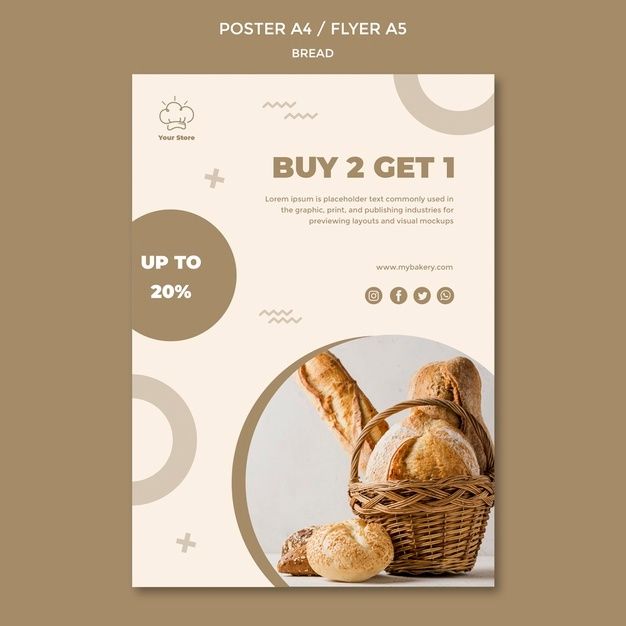 POSTER A4 / FLYER A5
BREAD
Your Store
BUY 2 GET 1
Lorem ipsum is placeholder text commonly used in
the graphic, print, and publishing industries for
previewing layouts and visual mockups
UP TO
20%
www.mybakery.com